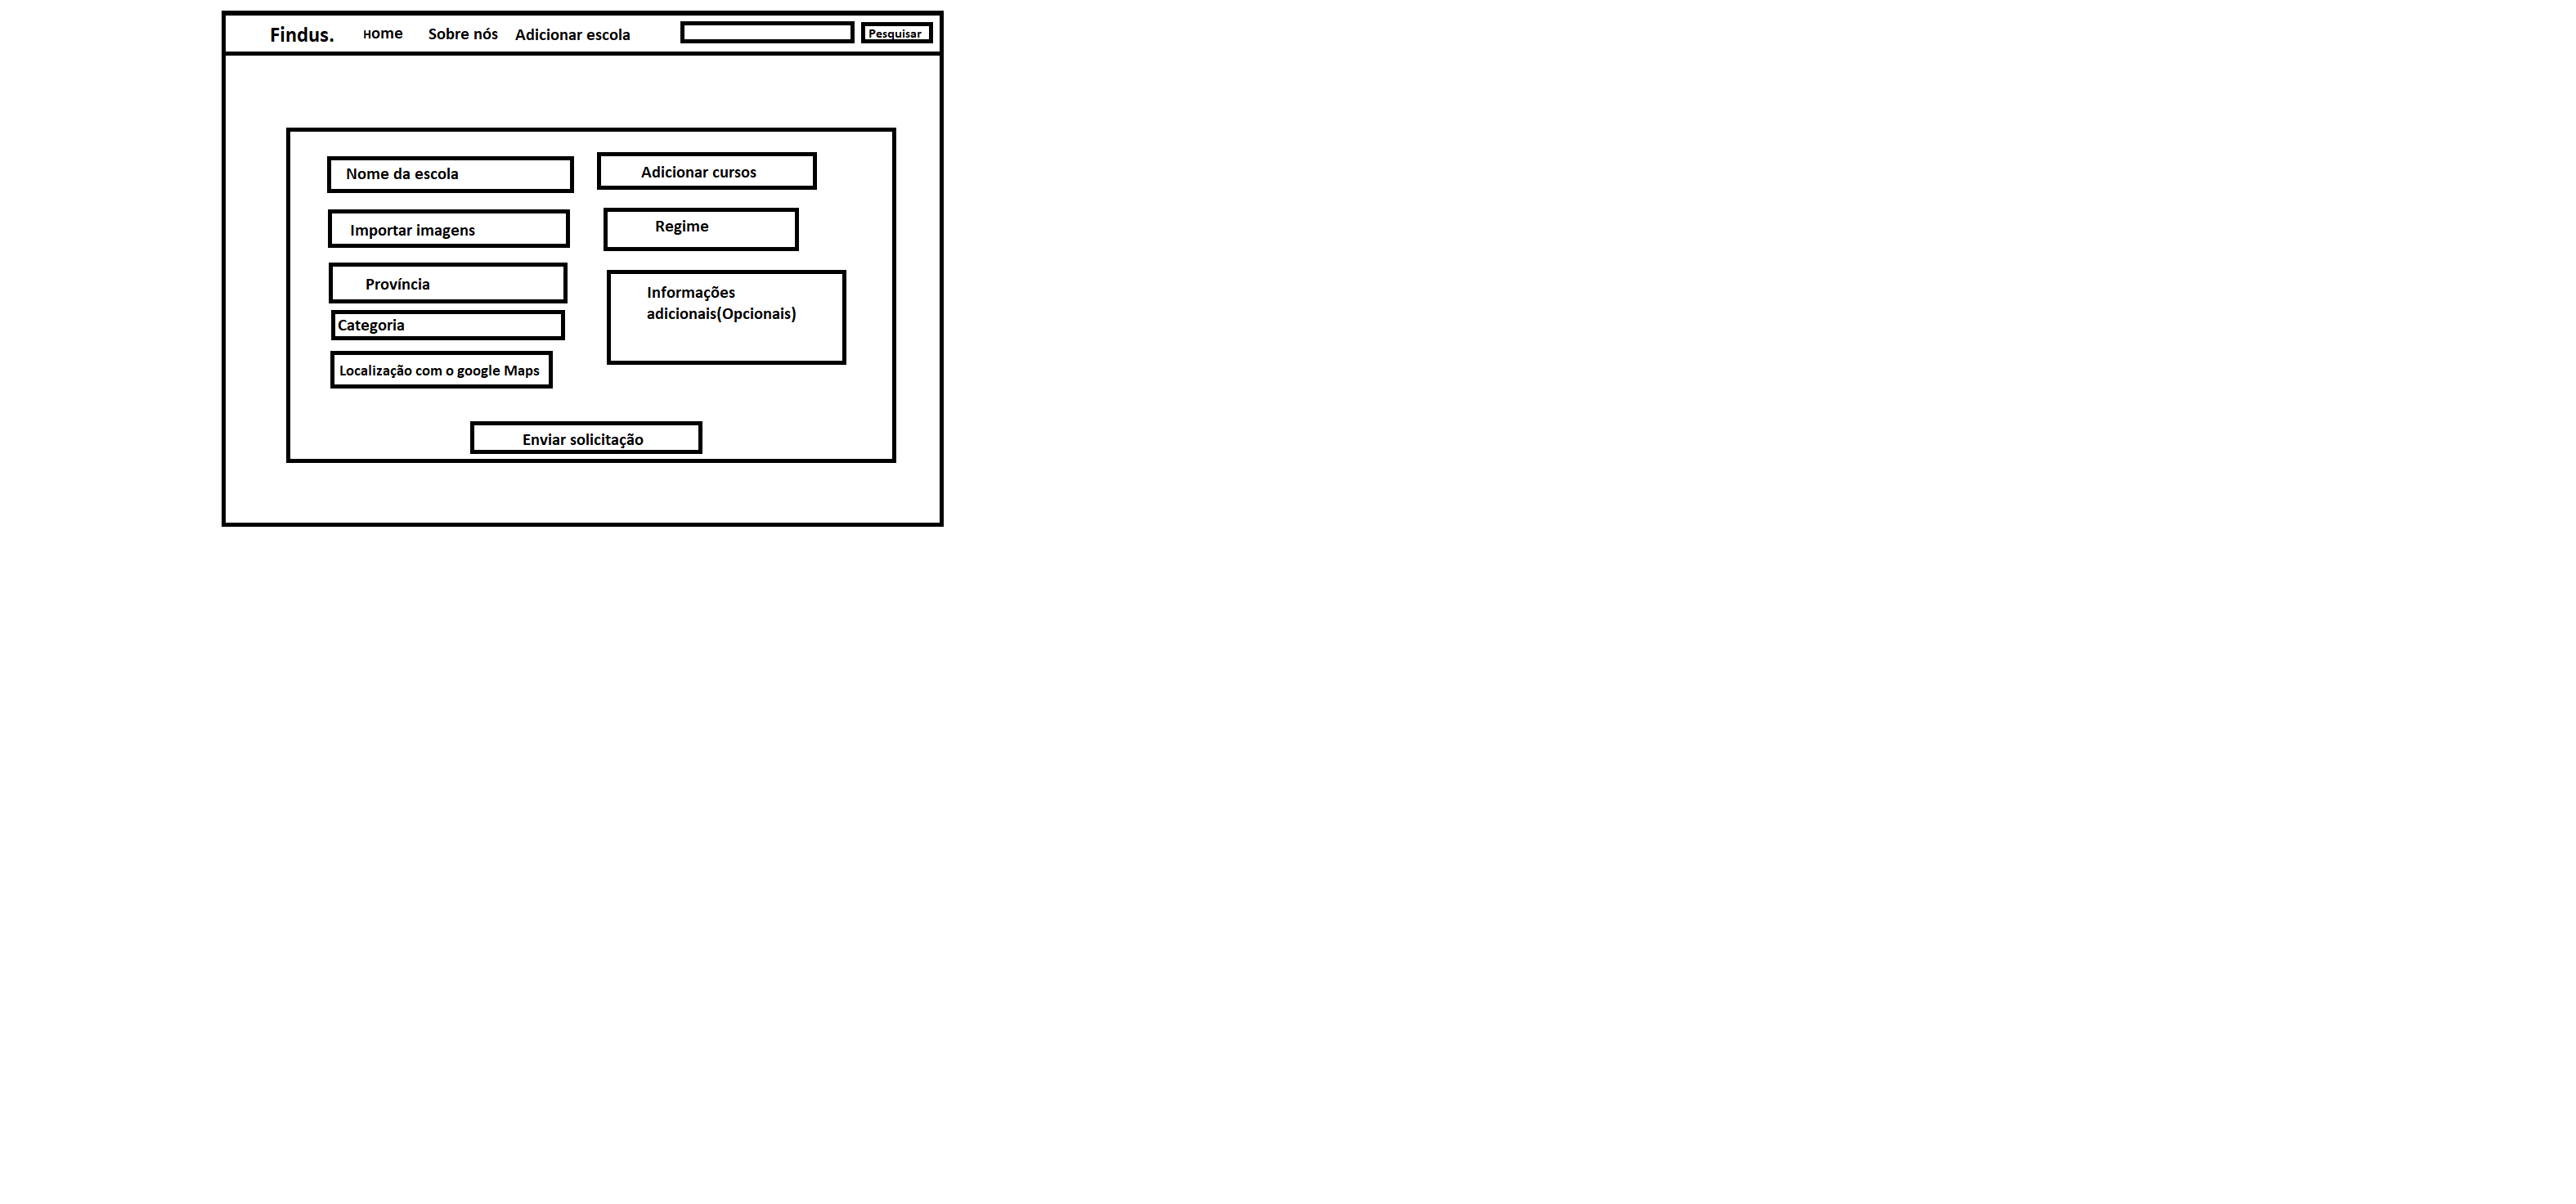 Findus.
Home
Sobre nós
Adicionar escola
Pesquisar
Nome da escola
Importar imagens
Província
Categoria
Localização com o google Maps
Adicionar cursos
Regime
Informações
adicionais(Opcionais)
Enviar solicitação